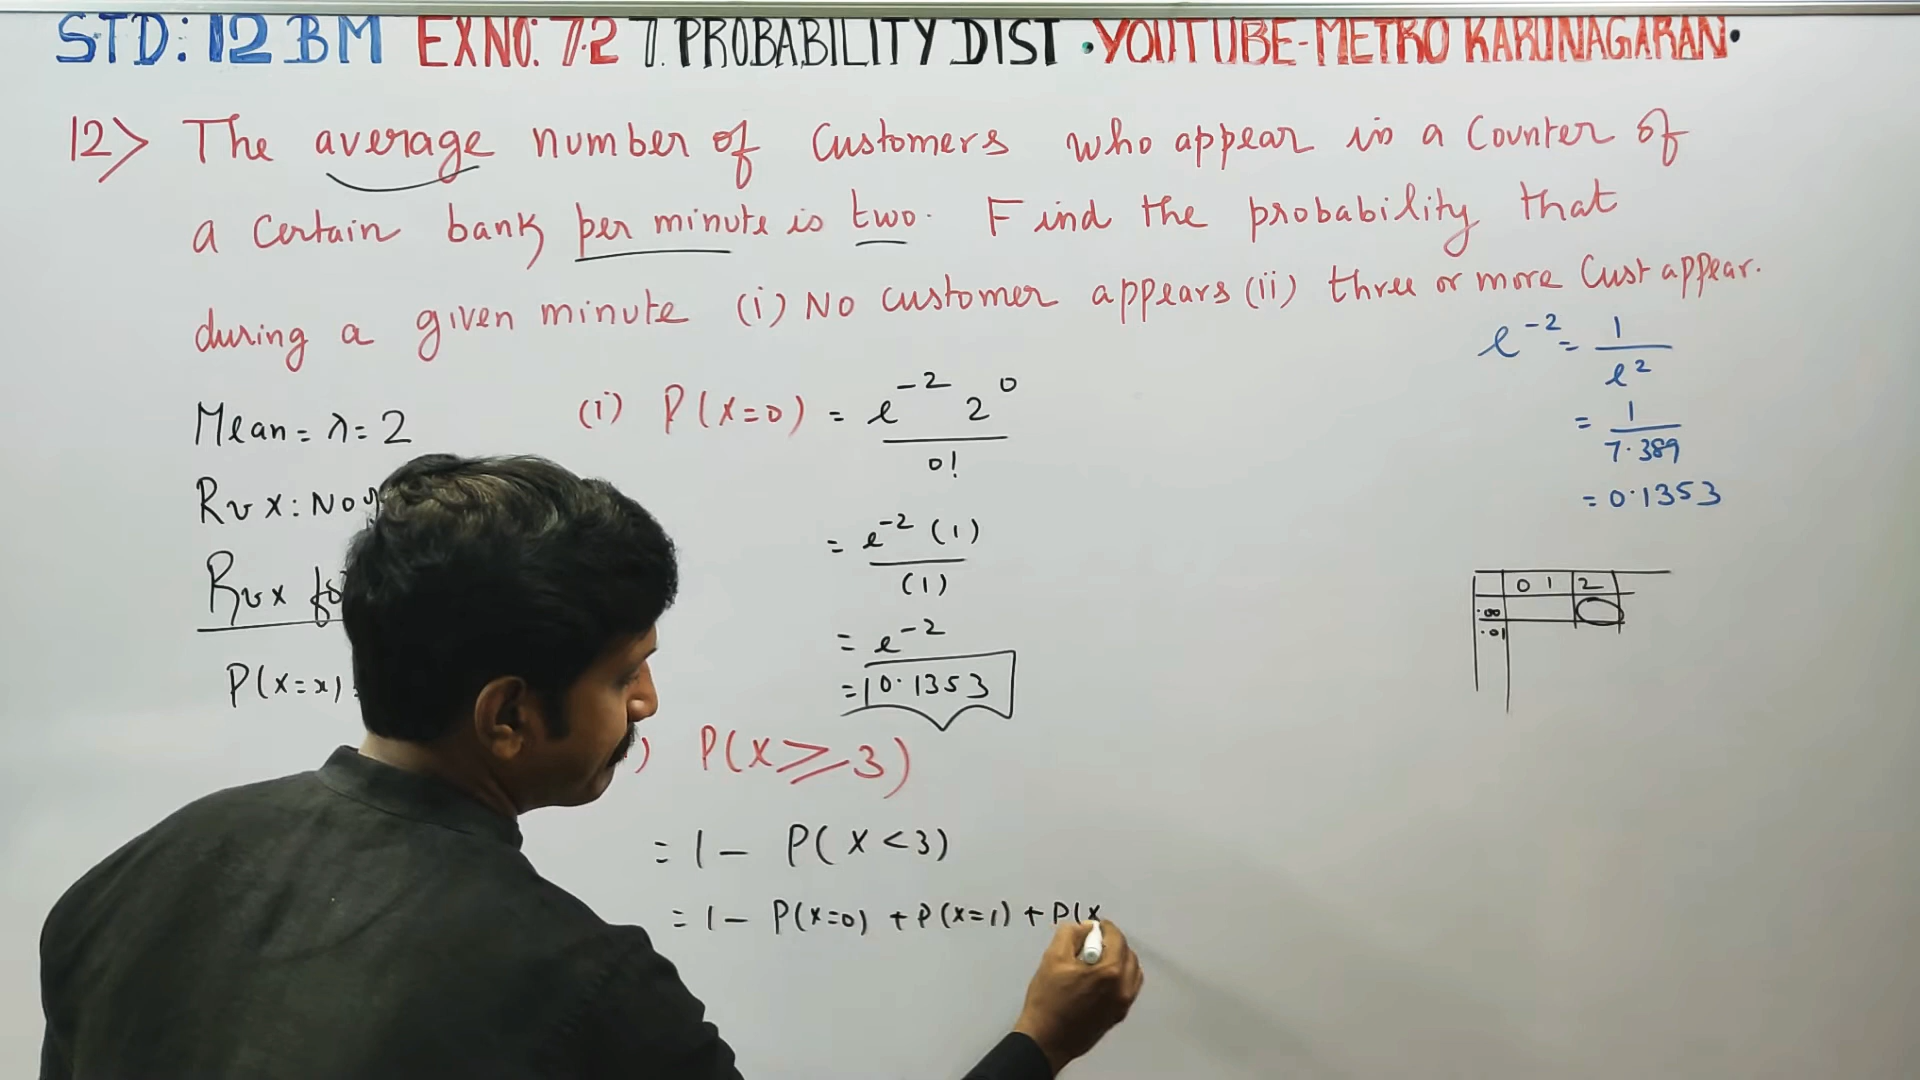 STD: 12 BM EX NO: 7.2 7. PROBABILITY DIST • YOUTUBE-METRO KARUNAGARAN •
12> The average number of customers who appear in a counter of
a certain bank per minute is two. Find the probability that
during a given minute (i) No customer appears (ii) three or more Cust appear.
Mean = λ = 2
Rv x : No
Rvx
P(x=x) =
(i) P(X=0) = e^-2 2^0 / 0!
= e^-2 (1) / (1)
= e^-2
= 0.1353
) P(X ⩾ 3)
= 1 – P(X < 3)
= 1 – P(x=0) + P(x=1) + P(x
e^-2 = 1 / e^2
= 1 / 7.389
= 0.1353
0 1 2
.00
.01